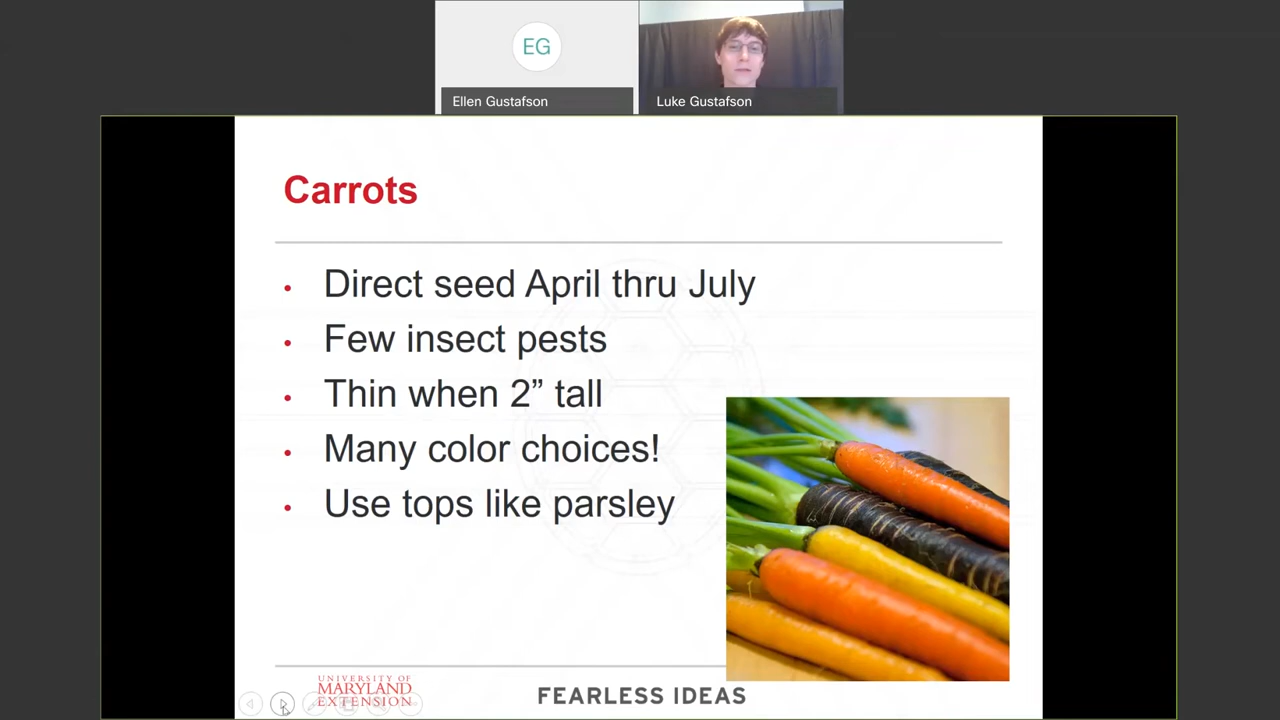 EG
Ellen Gustafson
Luke Gustafson
Carrots
• Direct seed April thru July
• Few insect pests
• Thin when 2” tall
• Many color choices!
• Use tops like parsley
UNIVERSITY OF
MARYLAND
EXTENSION
FEARLESS IDEAS